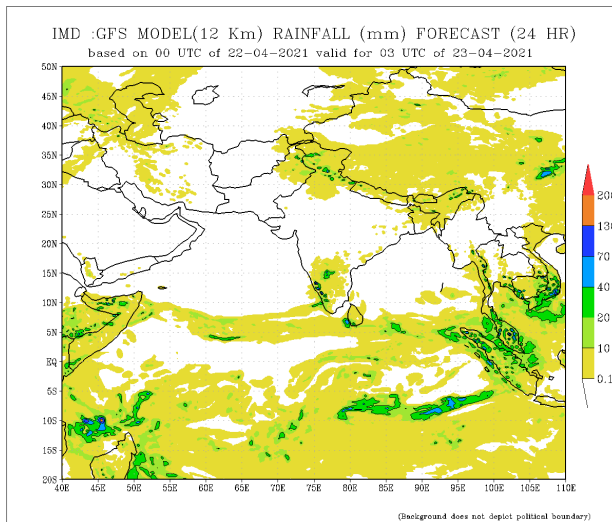 IMD :GFS MODEL(12 Km) RAINFALL (mm) FORECAST (24 HR)
based on 00 UTC of 22-04-2021 valid for 03 UTC of 23-04-2021
50N
45N
40N
35N
30N
25N
20N
15N
10N
5N
EQ
5S
10S
15S
20S
40E 45E 50E 55E 60E 65E 70E 75E 80E 85E 90E 95E 100E 105E 110E
200
130
70
40
20
10
0.1
(Background does not depict political boundary)